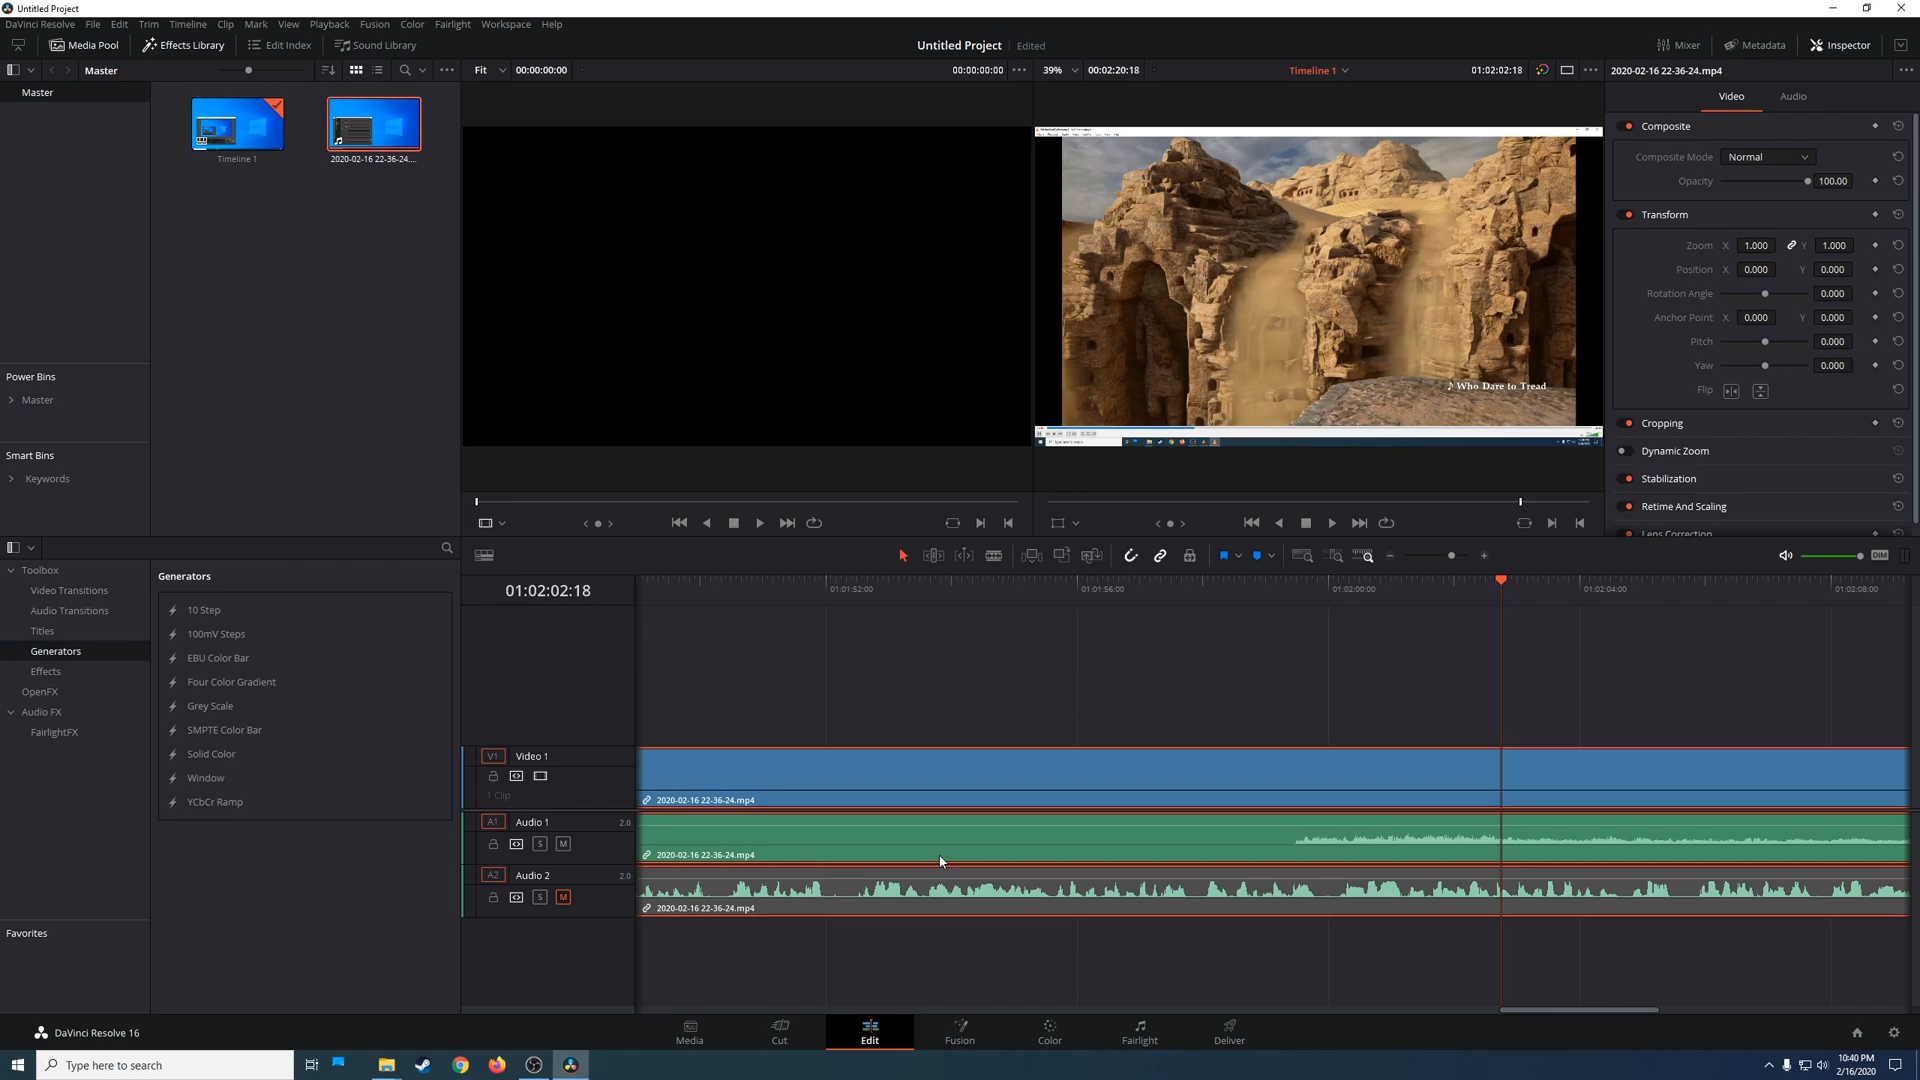 Untitled Project
DaVinci Resolve File Edit Trim Timeline Clip Mark View Playback Fusion Color Fairlight Workspace Help
Media Pool Effects Library Edit Index Sound Library Untitled Project Edited Mixer Metadata Inspector
Master Fit 00:00:00:00 00:00:00:00 39% 00:02:20:18 Timeline 1 01:02:02:18 2020-02-16 22-36-24.mp4
Master
Timeline 1
2020-02-16 22-36-24....
Power Bins
Master
Smart Bins
Keywords
♪ Who Dare to Tread
Video Audio
Composite
Composite Mode Normal
Opacity 100.00
Transform
Zoom X 1.000 Y 1.000
Position X 0.000 Y 0.000
Rotation Angle 0.000
Anchor Point X 0.000 Y 0.000
Pitch 0.000
Yaw 0.000
Flip
Cropping
Dynamic Zoom
Stabilization
Retime And Scaling
Lens Correction
Toolbox
Video Transitions
Audio Transitions
Titles
Generators
Effects
OpenFX
Audio FX
FairlightFX
Favorites
Generators
10 Step
100mV Steps
EBU Color Bar
Four Color Gradient
Grey Scale
SMPTE Color Bar
Solid Color
Window
YCbCr Ramp
DIM
01:02:02:18 01:01:52:00 01:01:56:00 01:02:00:00 01:02:04:00 01:02:08:00
V1 Video 1
1 Clip
2020-02-16 22-36-24.mp4
A1 Audio 1 2.0
S M
2020-02-16 22-36-24.mp4
A2 Audio 2 2.0
S M
2020-02-16 22-36-24.mp4
DaVinci Resolve 16
Media Cut Edit Fusion Color Fairlight Deliver
Type here to search
10:40 PM
2/16/2020